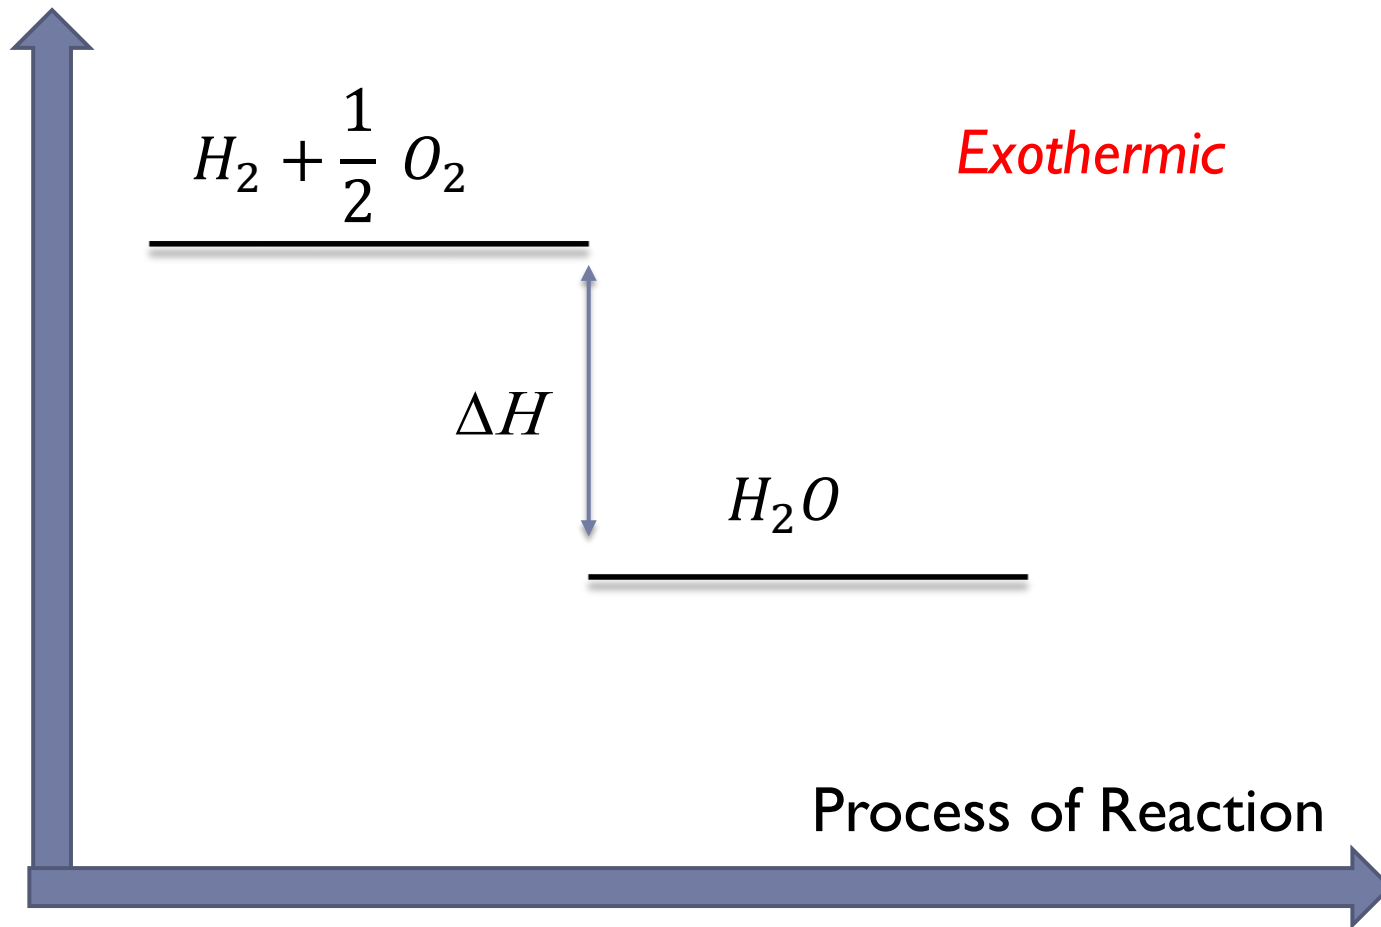 H₂ + 1/2 O₂
Exothermic
ΔH
H₂O
Process of Reaction